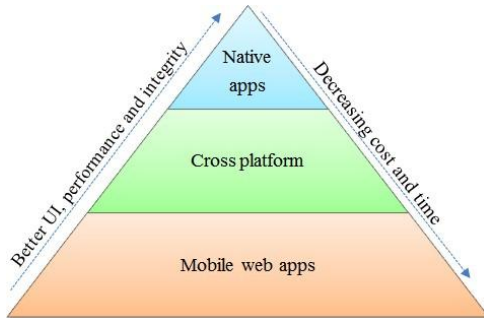 Native
apps
Cross platform
Mobile web apps
Better UI, performance and integrity
Decreasing cost and time